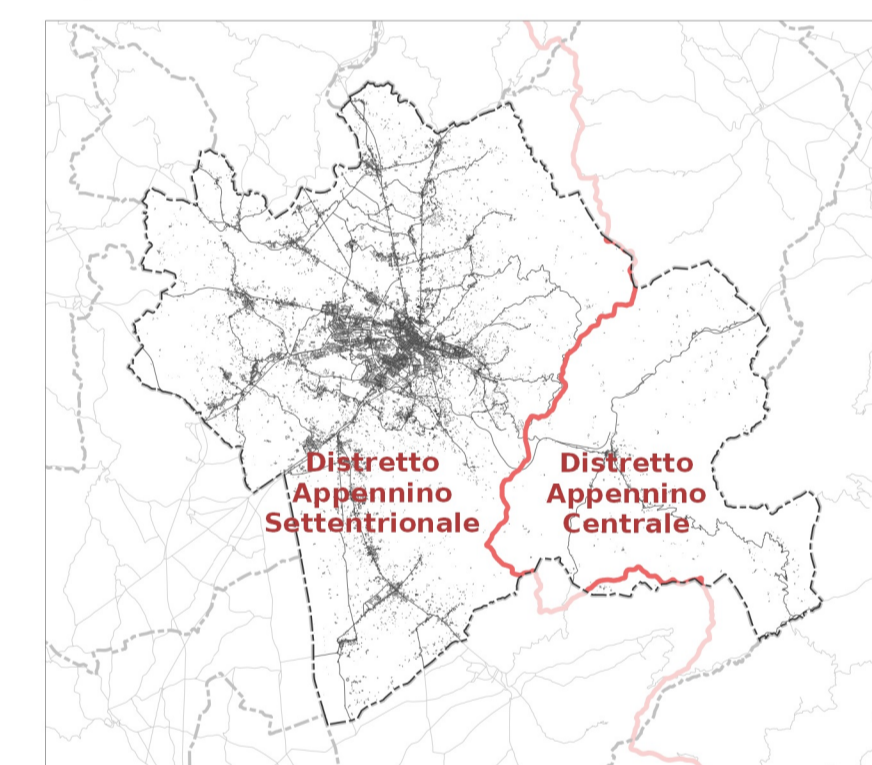 Distretto
Appennino
Settentrionale
Distretto
Appennino
Centrale